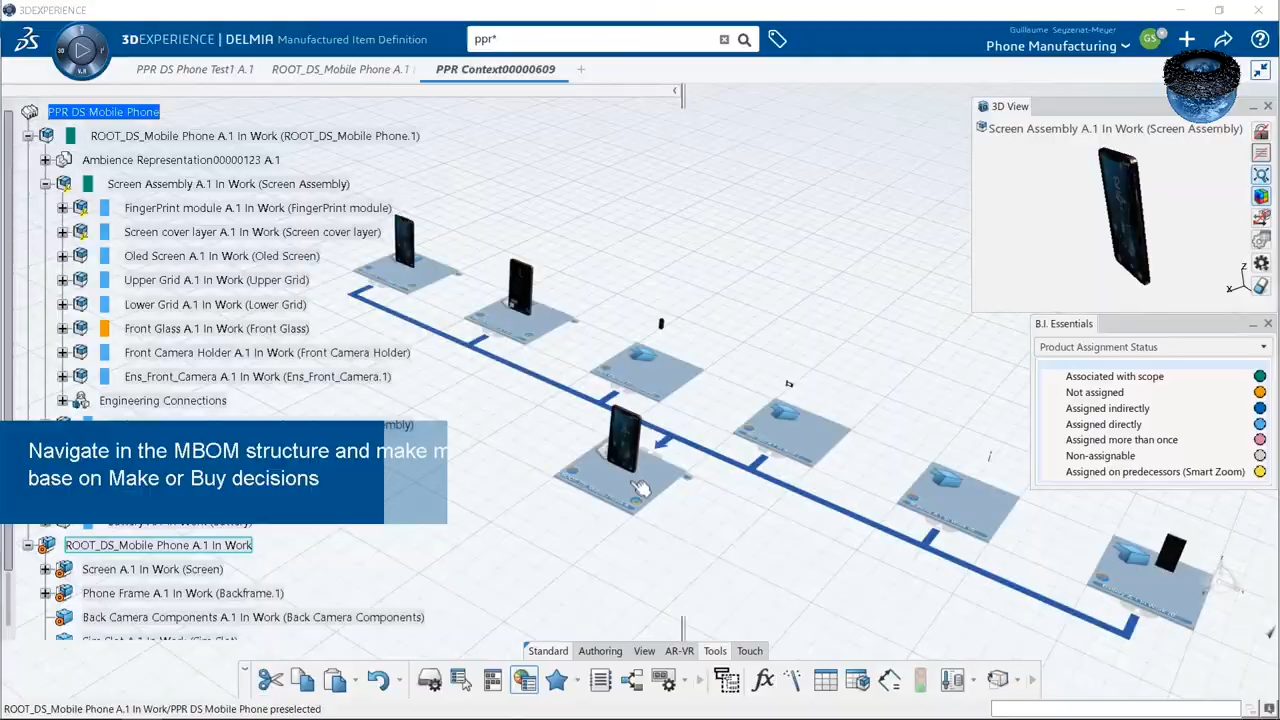 3DEXPERIENCE
3DEXPERIENCE | DELMIA Manufactured Item Definition
ppr*
Guillaume Seyzeriat-Meyer
Phone Manufacturing
GS
PPR DS Phone Test1 A.1
ROOT_DS_Mobile Phone A.1
PPR Context00000609
PPR DS Mobile Phone
ROOT_DS_Mobile Phone A.1 In Work (ROOT_DS_Mobile Phone.1)
Ambience Representation00000123 A.1
Screen Assembly A.1 In Work (Screen Assembly)
FingerPrint module A.1 In Work (FingerPrint module)
Screen cover layer A.1 In Work (Screen cover layer)
Oled Screen A.1 In Work (Oled Screen)
Upper Grid A.1 In Work (Upper Grid)
Lower Grid A.1 In Work (Lower Grid)
Front Glass A.1 In Work (Front Glass)
Front Camera Holder A.1 In Work (Front Camera Holder)
Ens_Front_Camera A.1 In Work (Ens_Front_Camera.1)
Engineering Connections
Navigate in the MBOM structure and make m
base on Make or Buy decisions
ROOT_DS_Mobile Phone A.1 In Work
Screen A.1 In Work (Screen)
Phone Frame A.1 In Work (Backframe.1)
Back Camera Components A.1 In Work (Back Camera Components)
3D View
Screen Assembly A.1 In Work (Screen Assembly)
B.I. Essentials
Product Assignment Status
Associated with scope
Not assigned
Assigned indirectly
Assigned directly
Assigned more than once
Non-assignable
Assigned on predecessors (Smart Zoom)
Standard
Authoring
View
AR-VR
Tools
Touch
ROOT_DS_Mobile Phone A.1 In Work/PPR DS Mobile Phone preselected